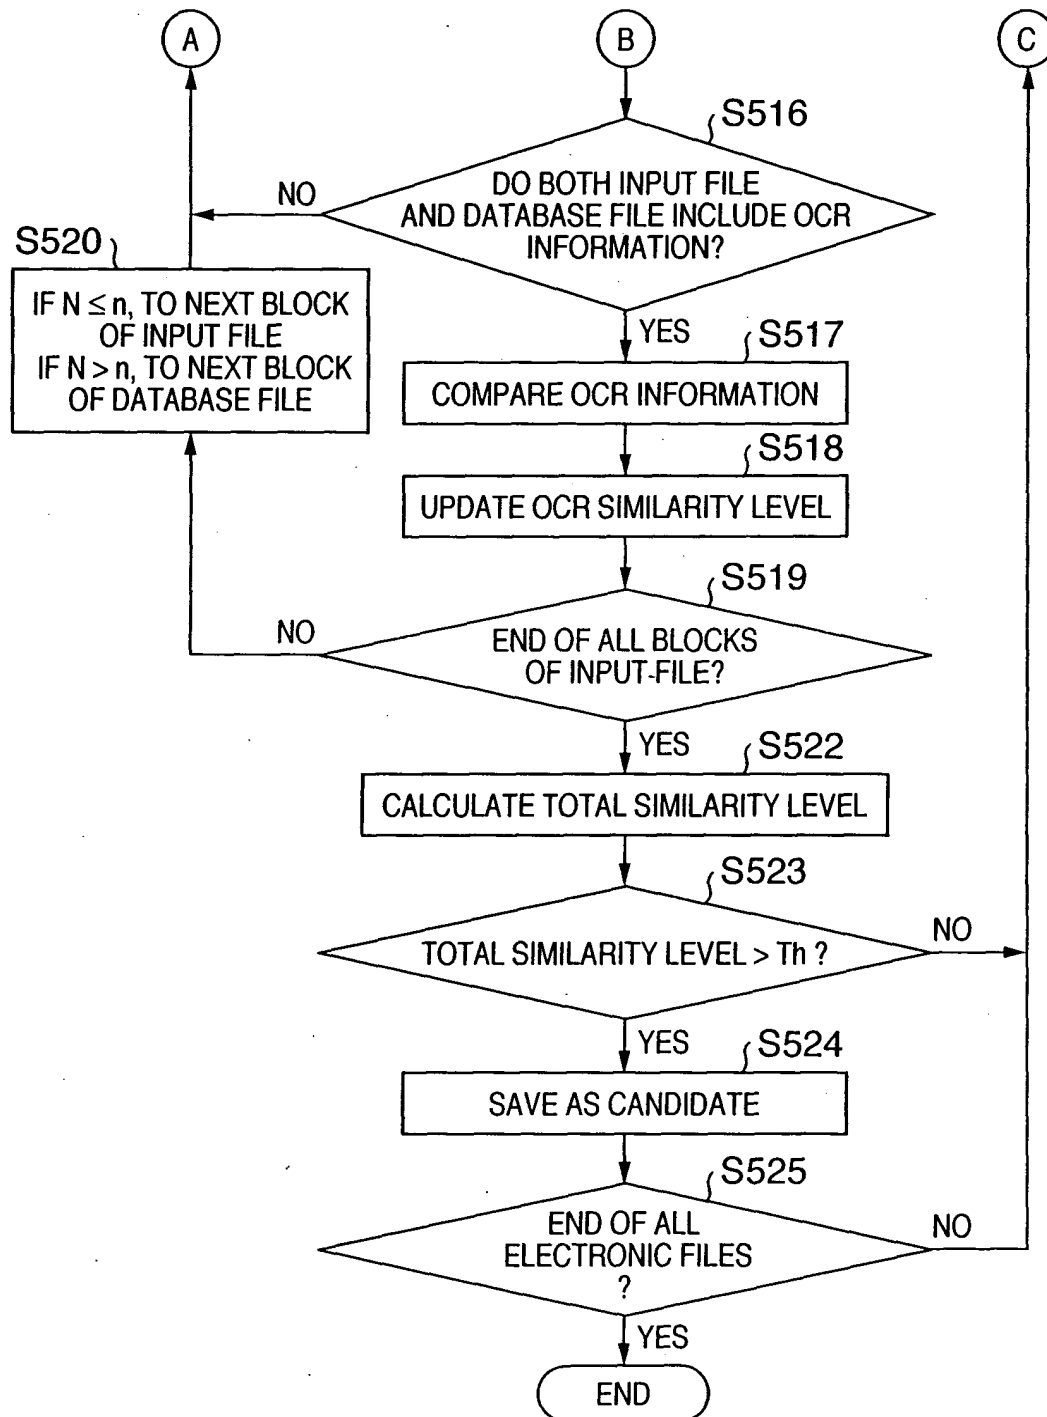 A
B
C
S516
DO BOTH INPUT FILE
AND DATABASE FILE INCLUDE OCR
INFORMATION?
NO
S520
IF N ≤ n, TO NEXT BLOCK
OF INPUT FILE
IF N > n, TO NEXT BLOCK
OF DATABASE FILE
YES
S517
COMPARE OCR INFORMATION
S518
UPDATE OCR SIMILARITY LEVEL
S519
NO
END OF ALL BLOCKS
OF INPUT-FILE?
YES
S522
CALCULATE TOTAL SIMILARITY LEVEL
S523
TOTAL SIMILARITY LEVEL > Th ?
NO
YES
S524
SAVE AS CANDIDATE
S525
END OF ALL
ELECTRONIC FILES
?
NO
YES
END